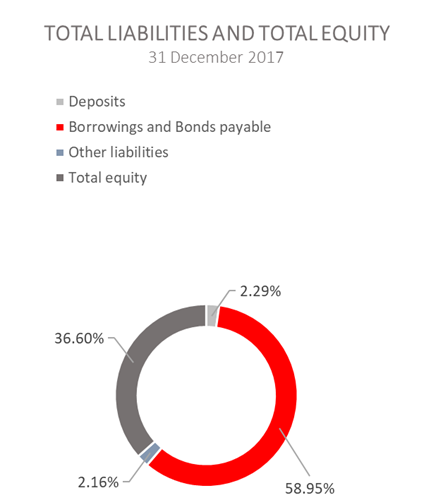 TOTAL LIABILITIES AND TOTAL EQUITY
31 December 2017
Deposits
Borrowings and Bonds payable
Other liabilities
Total equity
2.29%
36.60%
2.16%
58.95%